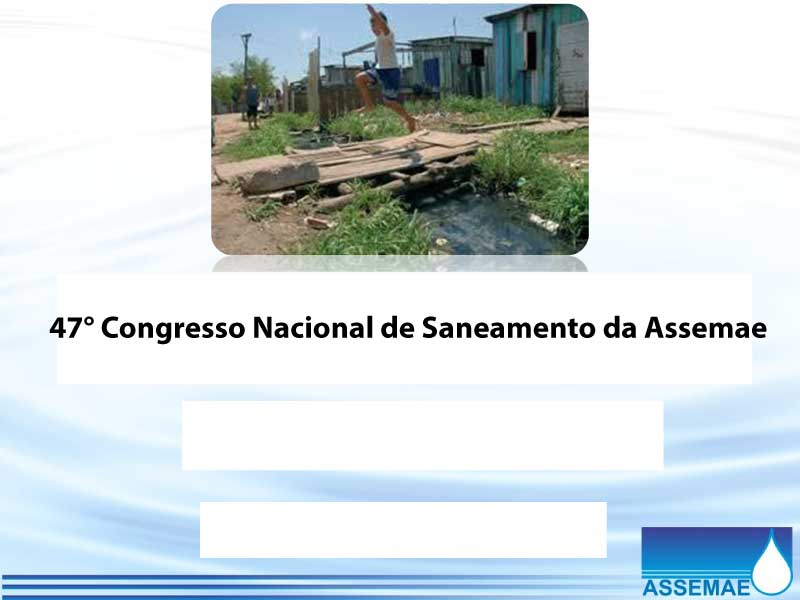 47° Congresso Nacional de Saneamento da Assemae
ASSEMAE